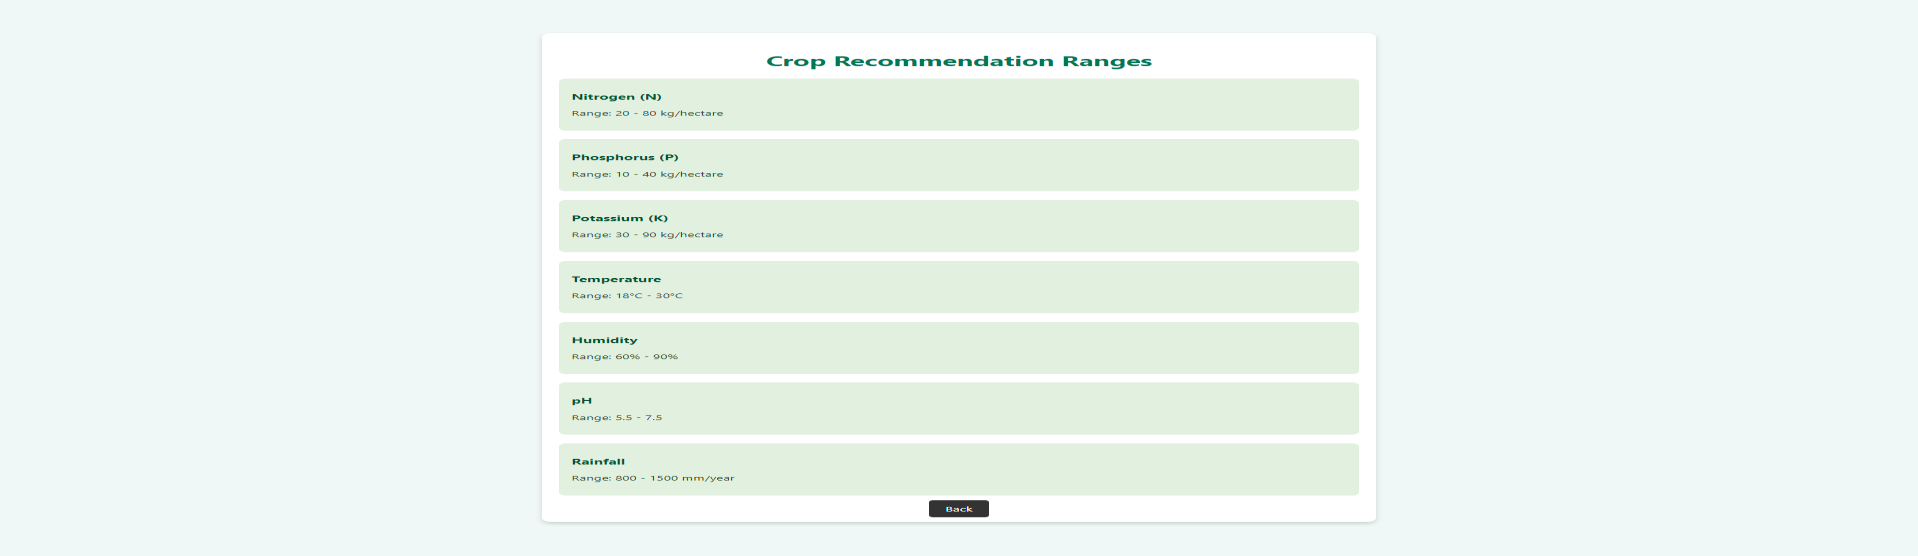 Crop Recommendation Ranges
Nitrogen (N)
Range: 20 - 80 kg/hectare
Phosphorus (P)
Range: 10 - 40 kg/hectare
Potassium (K)
Range: 30 - 90 kg/hectare
Temperature
Range: 18°C - 30°C
Humidity
Range: 60% - 90%
pH
Range: 5.5 - 7.5
Rainfall
Range: 800 - 1500 mm/year
Back